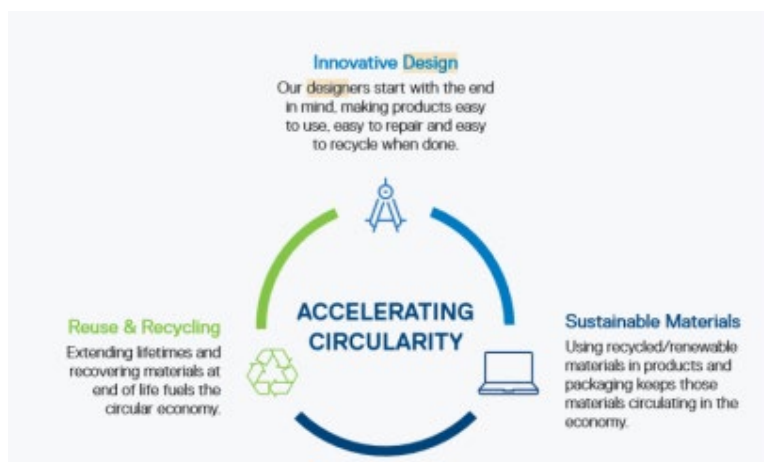 Innovative Design
Our designers start with the end
in mind, making products easy
to use, easy to repair and easy
to recycle when done.
ACCELERATING
CIRCULARITY
Sustainable Materials
Using recycled/renewable
materials in products and
packaging keeps those
materials circulating in the
economy.
Reuse & Recycling
Extending lifetimes and
recovering materials at
end of life fuels the
circular economy.